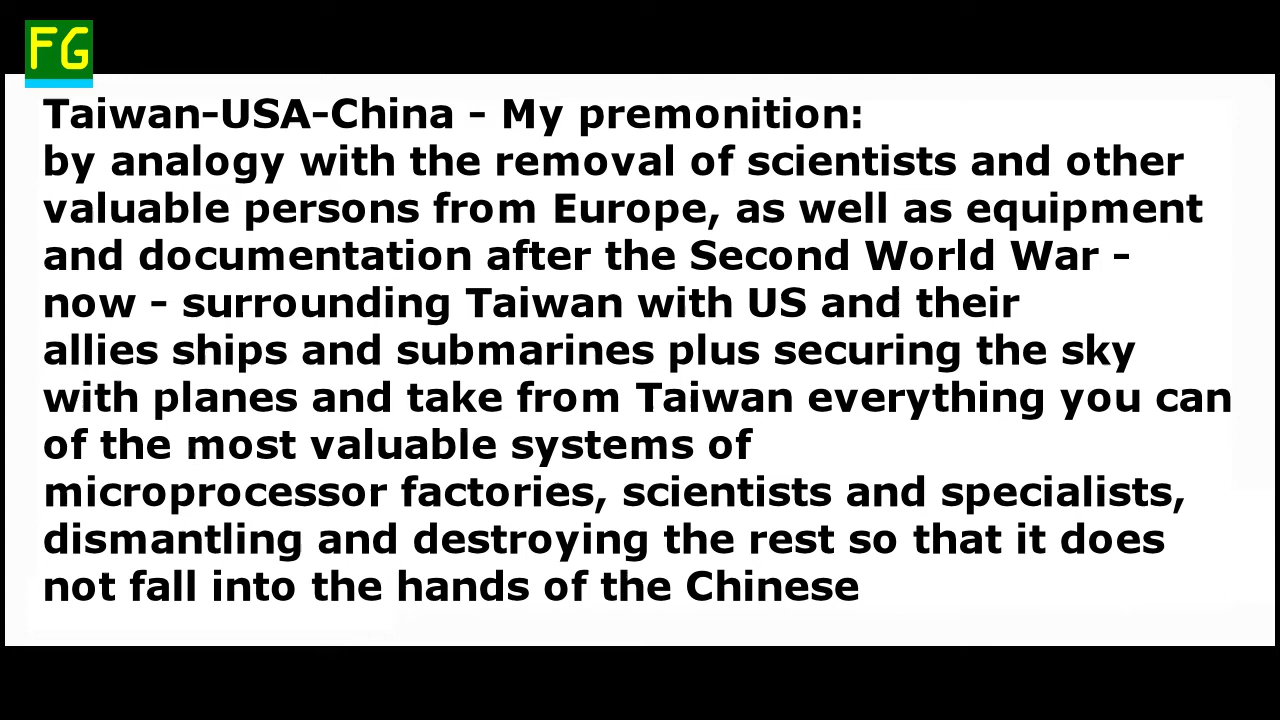 FG
Taiwan-USA-China - My premonition:
by analogy with the removal of scientists and other
valuable persons from Europe, as well as equipment
and documentation after the Second World War -
now - surrounding Taiwan with US and their
allies ships and submarines plus securing the sky
with planes and take from Taiwan everything you can
of the most valuable systems of
microprocessor factories, scientists and specialists,
dismantling and destroying the rest so that it does
not fall into the hands of the Chinese